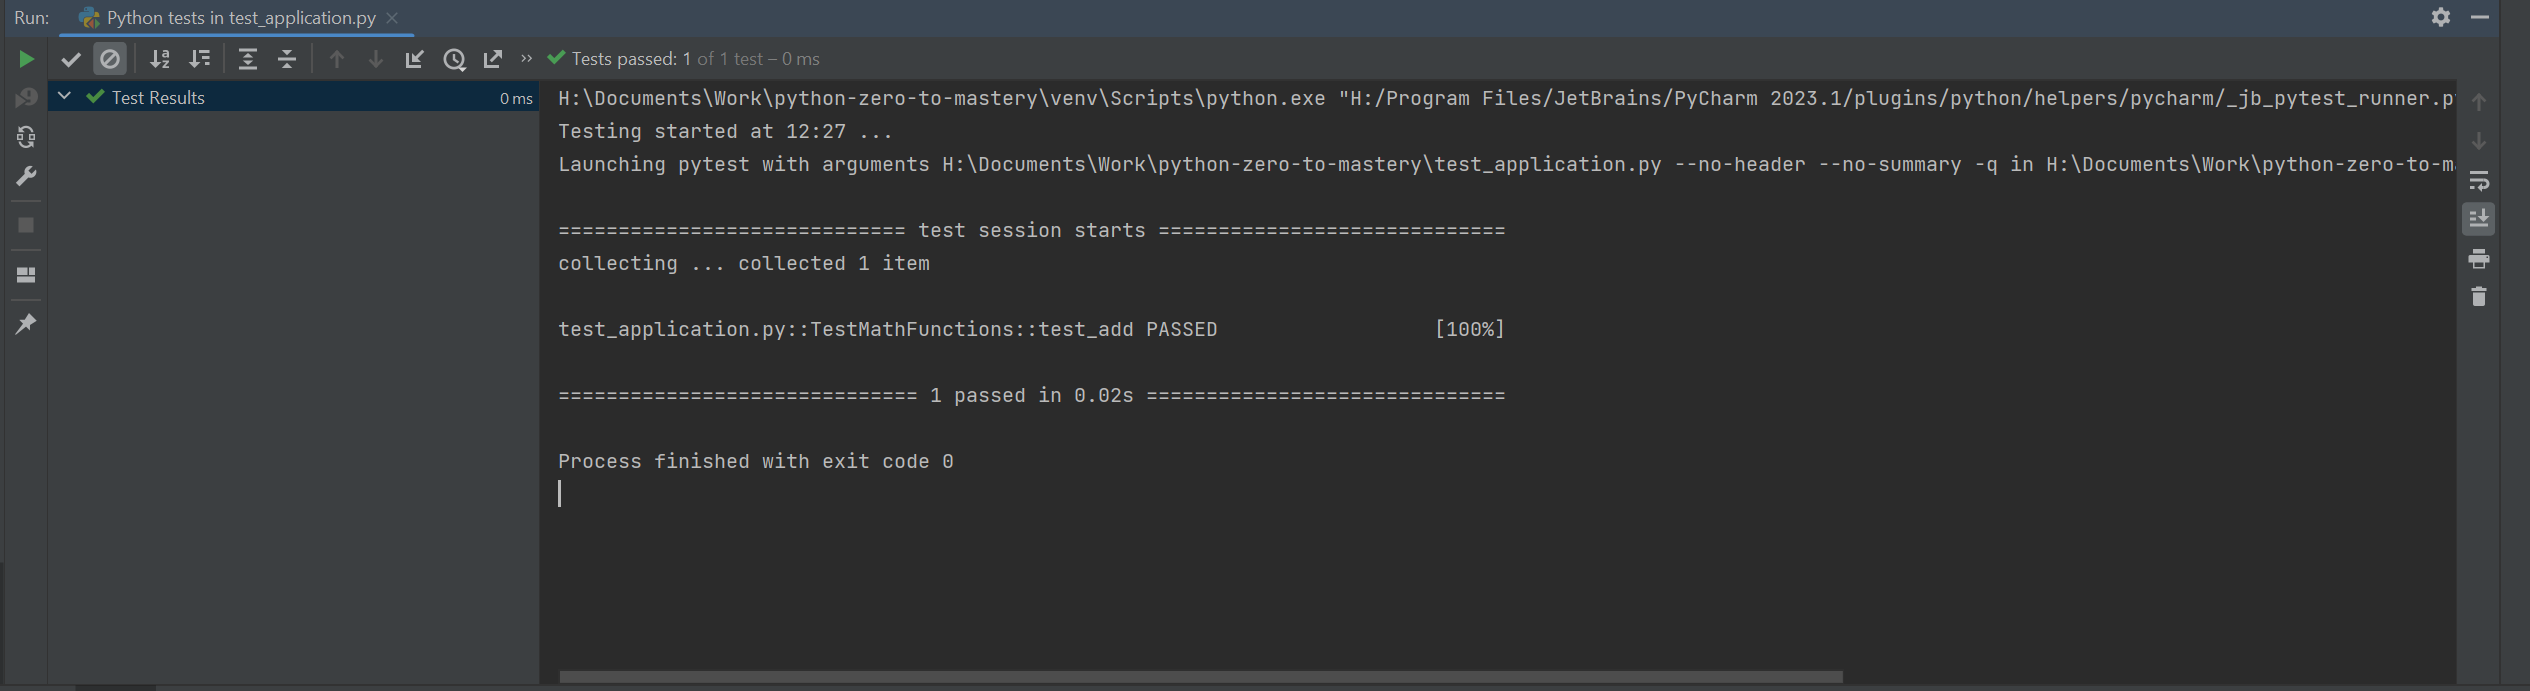 Run: Python tests in test_application.py
Tests passed: 1 of 1 test – 0 ms
Test Results 0 ms
H:\Documents\Work\python-zero-to-mastery\venv\Scripts\python.exe "H:/Program Files/JetBrains/PyCharm 2023.1/plugins/python/helpers/pycharm/_jb_pytest_runner.p
Testing started at 12:27 ...
Launching pytest with arguments H:\Documents\Work\python-zero-to-mastery\test_application.py --no-header --no-summary -q in H:\Documents\Work\python-zero-to-m
============================= test session starts =============================
collecting ... collected 1 item
test_application.py::TestMathFunctions::test_add PASSED [100%]
============================== 1 passed in 0.02s ==============================
Process finished with exit code 0